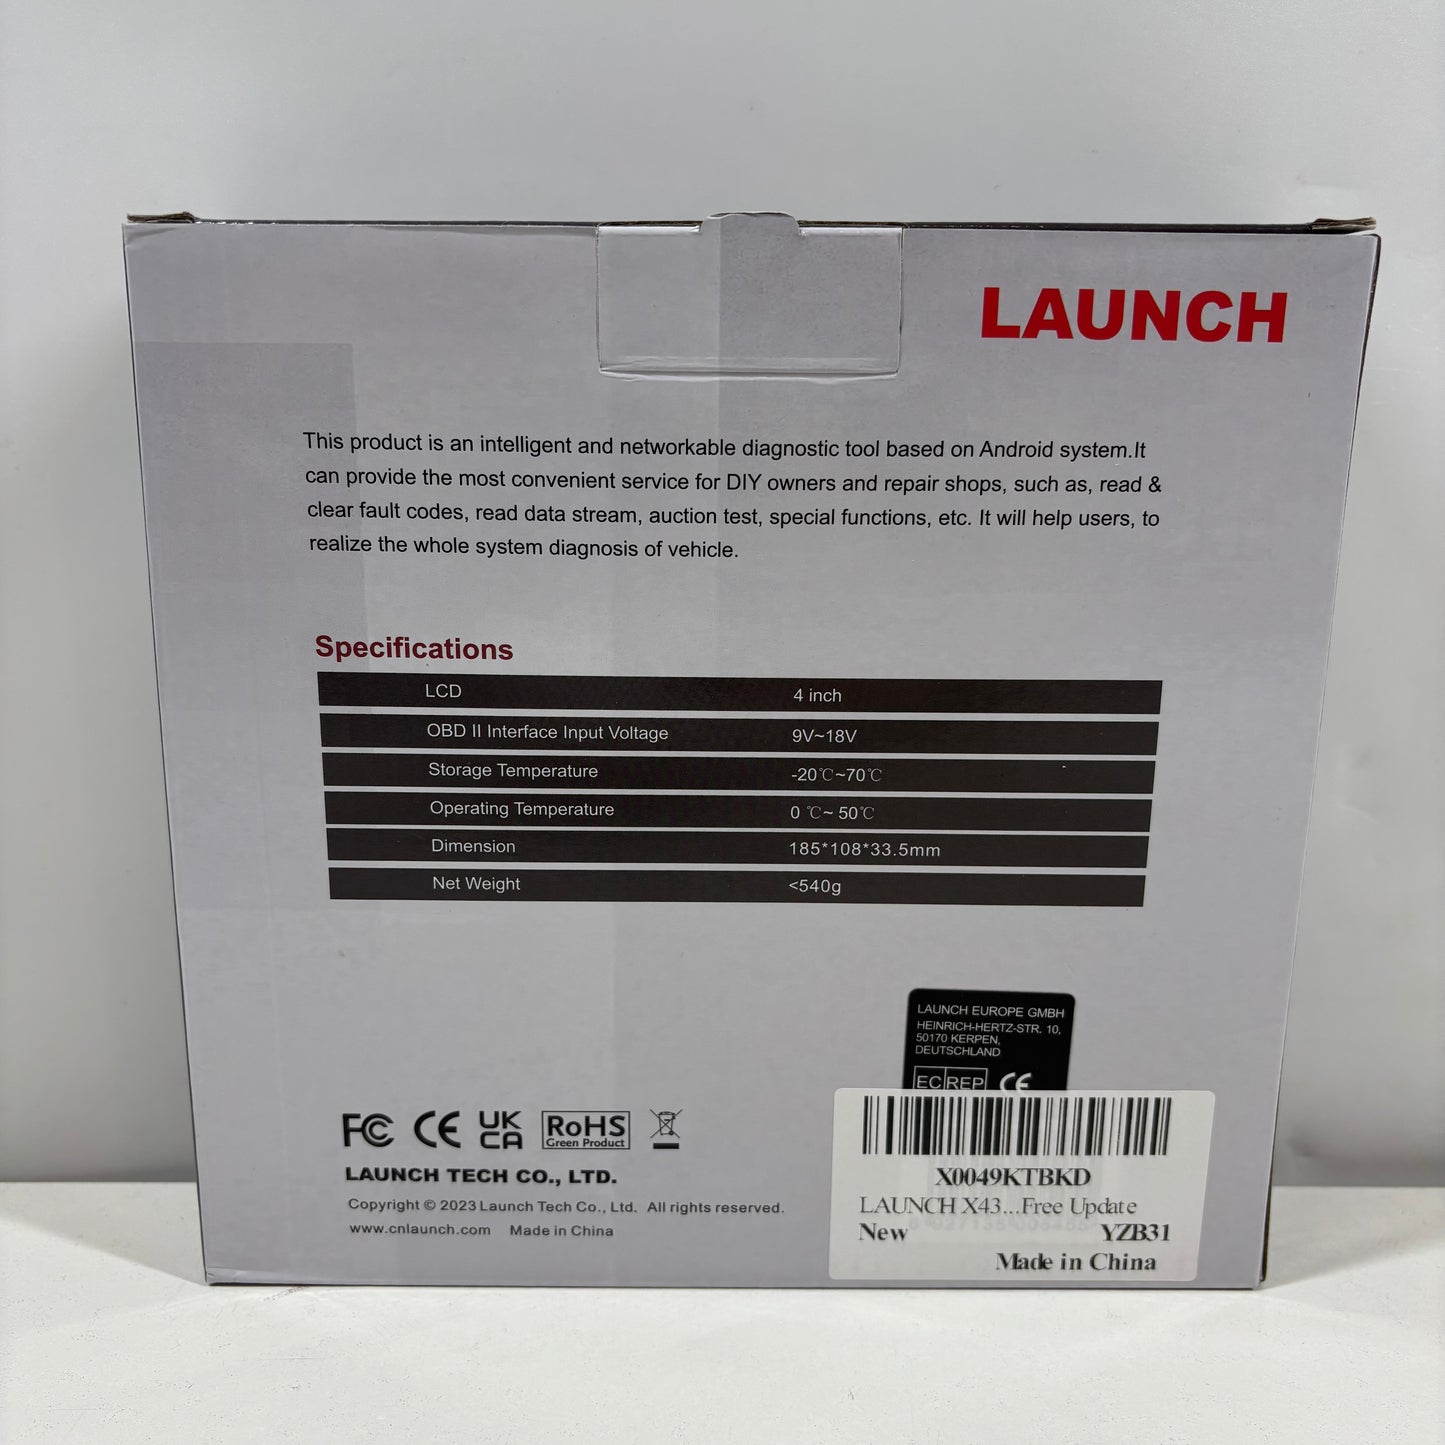 LAUNCH
This product is an intelligent and networkable diagnostic tool based on Android system.It
can provide the most convenient service for DIY owners and repair shops, such as, read &
clear fault codes, read data stream, auction test, special functions, etc. It will help users, to
realize the whole system diagnosis of vehicle.
Specifications
LCD 4 inch
OBD II Interface Input Voltage 9V~18V
Storage Temperature -20℃~70℃
Operating Temperature 0 ℃~ 50℃
Dimension 185*108*33.5mm
Net Weight <540g
LAUNCH EUROPE GMBH
HEINRICH-HERTZ-STR. 10,
50170 KERPEN,
DEUTSCHLAND
EC REP CE
FC CE UK CA RoHS
Green Product
LAUNCH TECH CO., LTD.
Copyright © 2023 Launch Tech Co., Ltd. All rights reserved.
www.cnlaunch.com Made in China
X0049KTBKD
LAUNCH X43...Free Update
New YZB31
Made in China